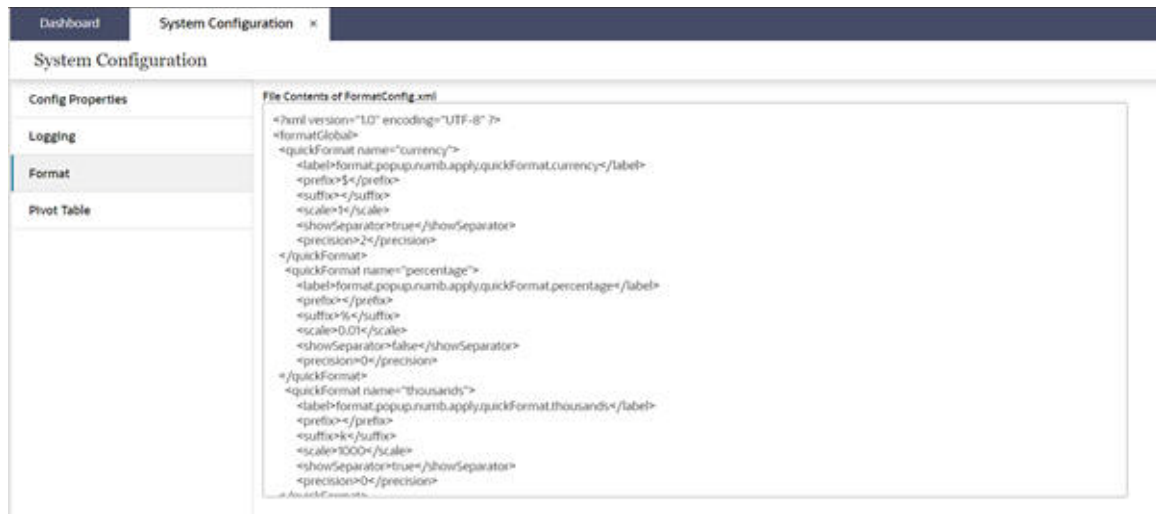 Dashboard
System Configuration ×
System Configuration
Config Properties
Logging
Format
Pivot Table
File Contents of FormatConfig.xml
<?xml version="1.0" encoding="UTF-8" ?>
<formatGlobal>
<quickFormat name="currency">
<label>format.popup.numb.apply.quickFormat.currency</label>
<prefix>$</prefix>
<suffix></suffix>
<scale>1</scale>
<showSeparator>true</showSeparator>
<precision>2</precision>
</quickFormat>
<quickFormat name="percentage">
<label>format.popup.numb.apply.quickFormat.percentage</label>
<prefix></prefix>
<suffix>%</suffix>
<scale>0.01</scale>
<showSeparator>false</showSeparator>
<precision>0</precision>
</quickFormat>
<quickFormat name="thousands">
<label>format.popup.numb.apply.quickFormat.thousands</label>
<prefix></prefix>
<suffix>k</suffix>
<scale>1000</scale>
<showSeparator>true</showSeparator>
<precision>0</precision>